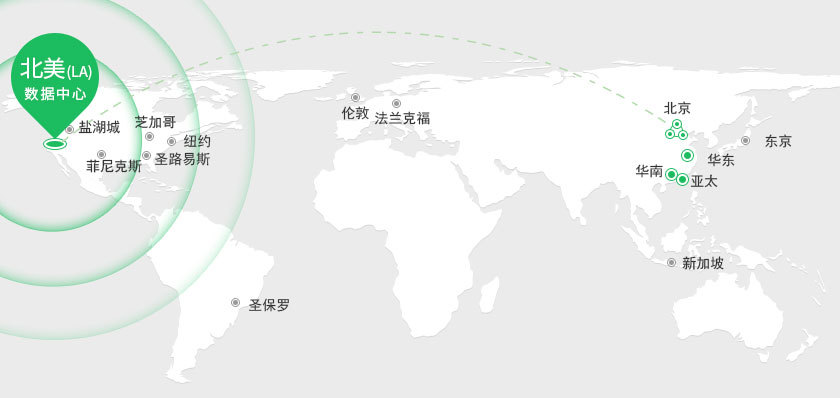 北美(LA)
数据中心
盐湖城
芝加哥
纽约
菲尼克斯
圣路易斯
伦敦
法兰克福
北京
东京
华东
华南
亚太
新加坡
圣保罗